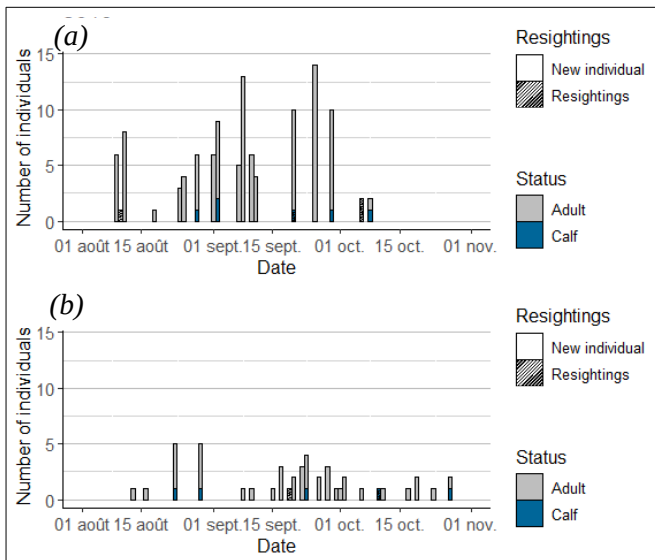 (a)
15
10
5
0
Number of individuals
01 août 15 août 01 sept. 15 sept. 01 oct. 15 oct. 01 nov.
Date
Resightings
New individual
Resightings
Status
Adult
Calf
(b)
15
10
5
0
Number of individuals
01 août 15 août 01 sept. 15 sept. 01 oct. 15 oct. 01 nov.
Date
Resightings
New individual
Resightings
Status
Adult
Calf